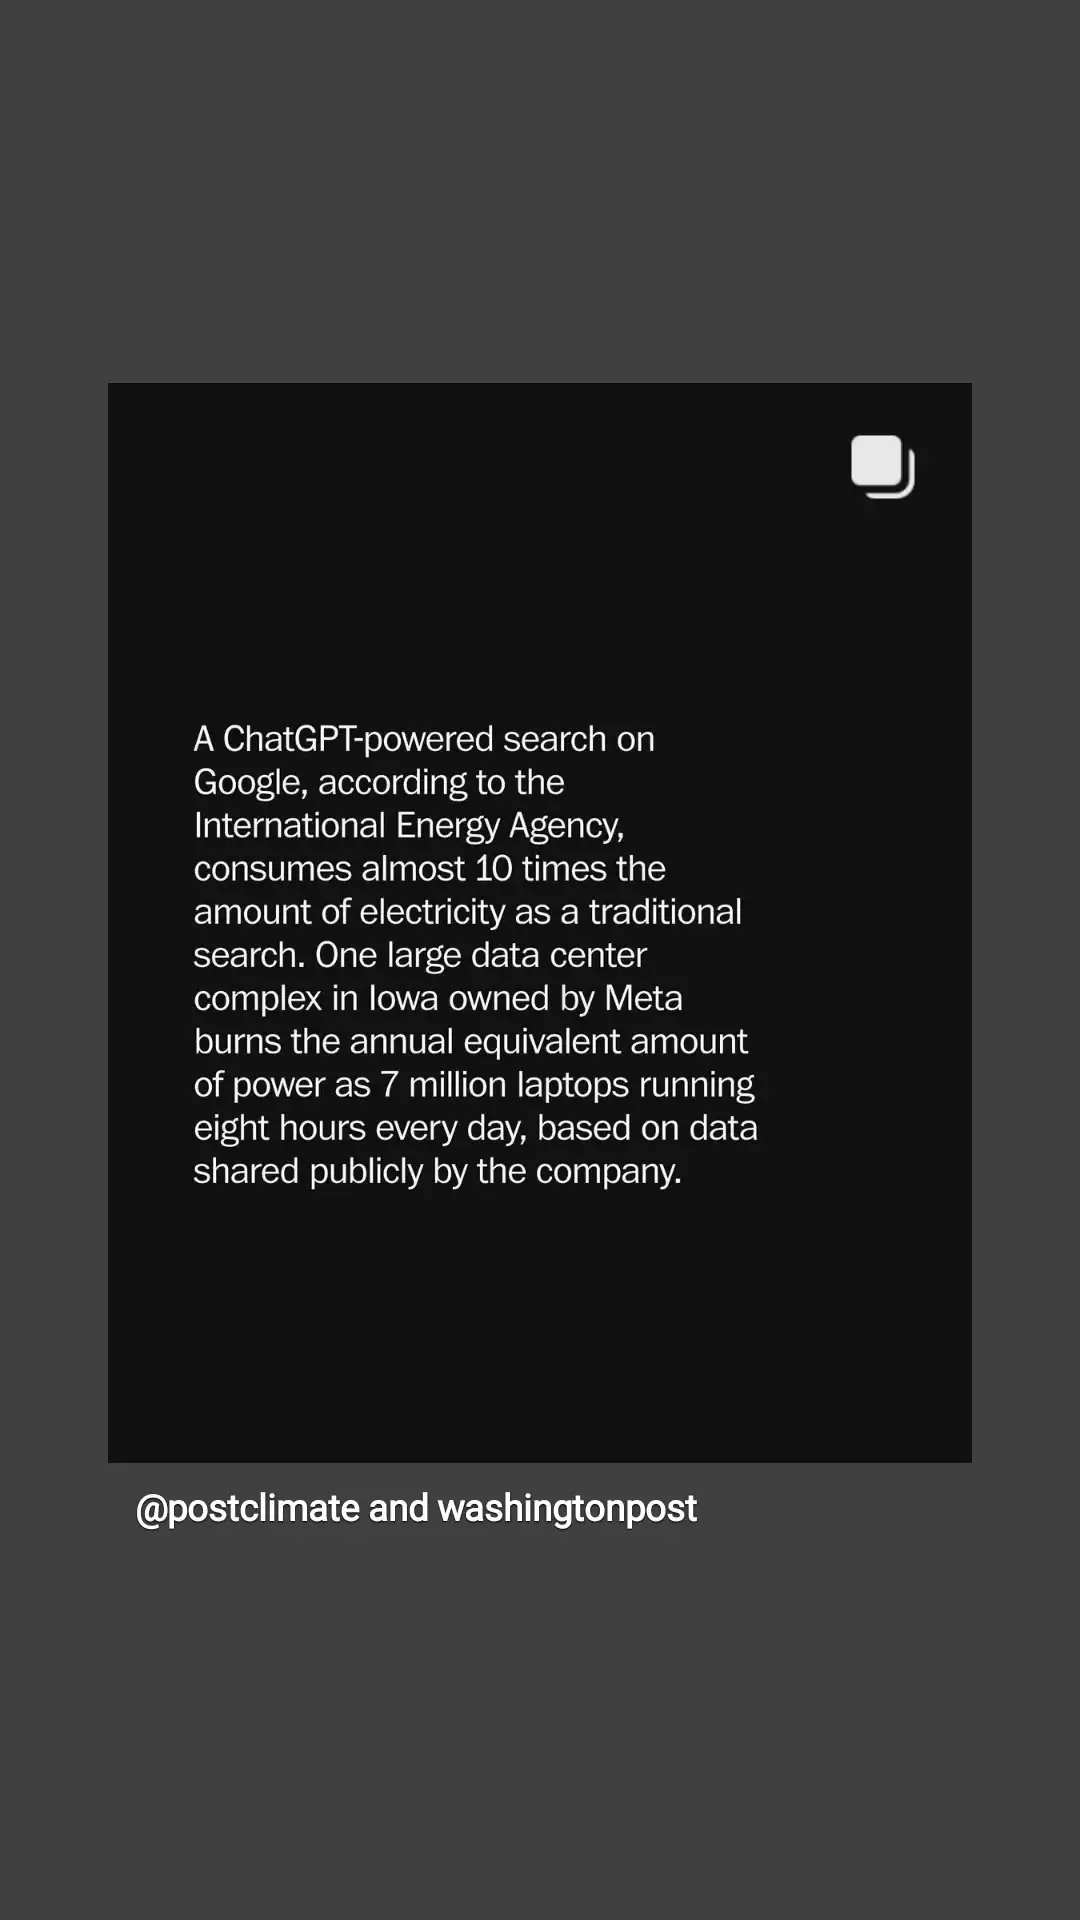 A ChatGPT-powered search on
Google, according to the
International Energy Agency,
consumes almost 10 times the
amount of electricity as a traditional
search. One large data center
complex in Iowa owned by Meta
burns the annual equivalent amount
of power as 7 million laptops running
eight hours every day, based on data
shared publicly by the company.
@postclimate and washingtonpost